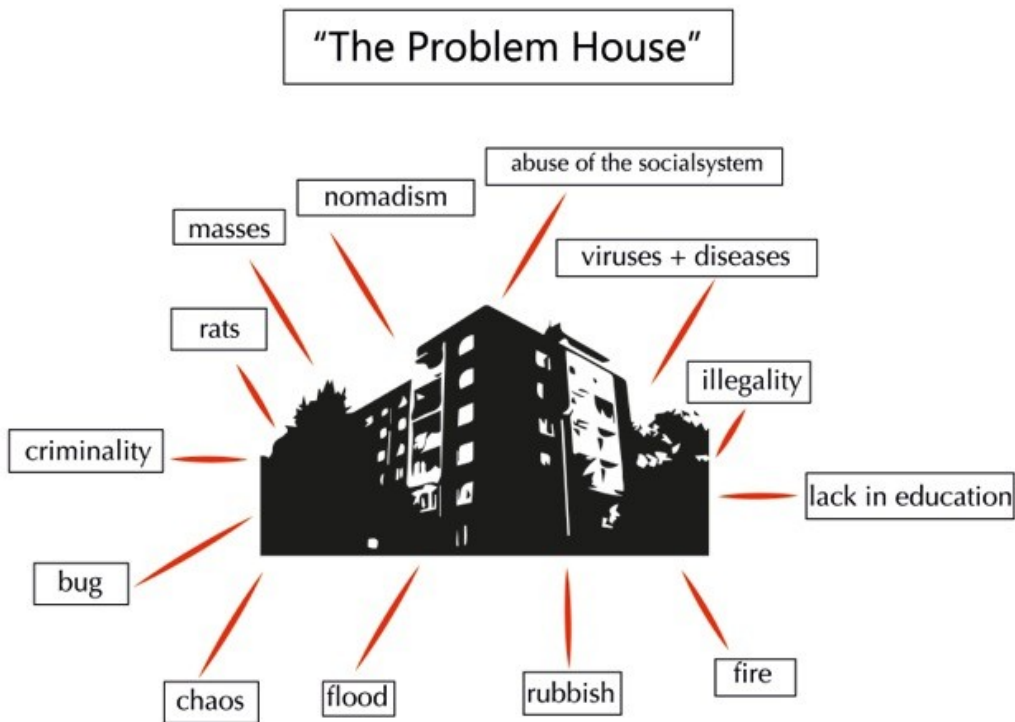 “The Problem House”
abuse of the socialsystem
nomadism
masses
viruses + diseases
rats
illegality
criminality
lack in education
bug
chaos
flood
rubbish
fire